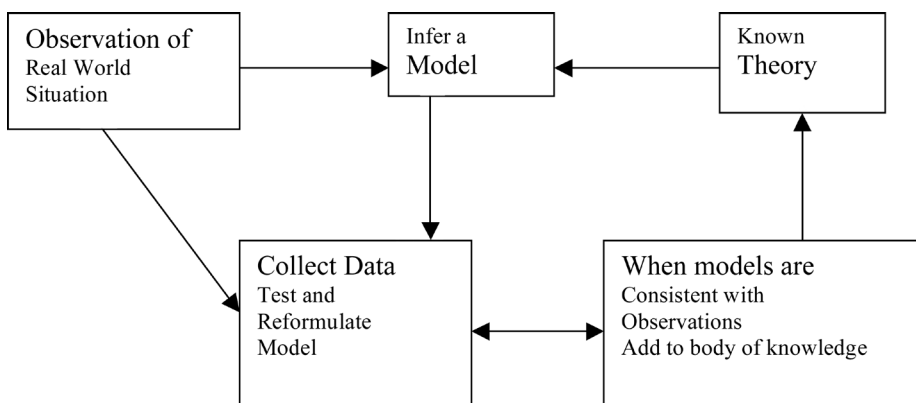 Observation of
Real World
Situation
Infer a
Model
Known
Theory
Collect Data
Test and
Reformulate
Model
When models are
Consistent with
Observations
Add to body of knowledge